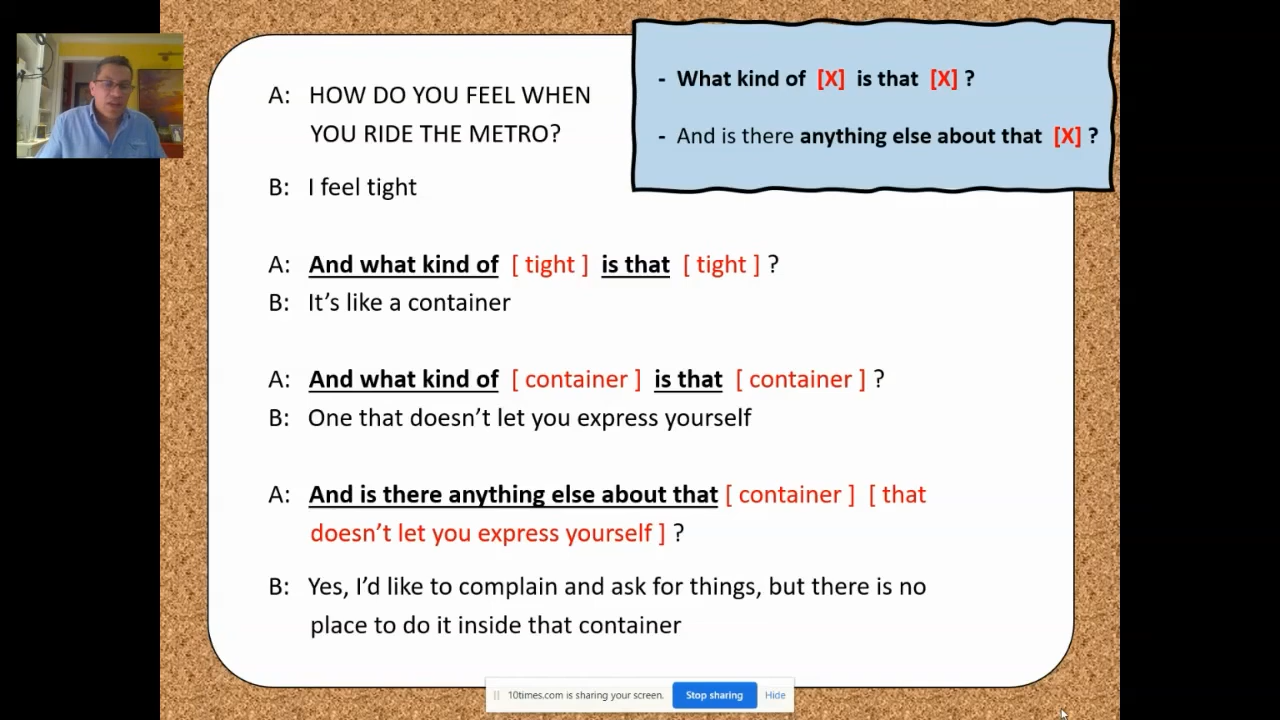 - What kind of [X] is that [X] ?
- And is there anything else about that [X] ?
A: HOW DO YOU FEEL WHEN
YOU RIDE THE METRO?
B: I feel tight
A: And what kind of [ tight ] is that [ tight ] ?
B: It's like a container
A: And what kind of [ container ] is that [ container ] ?
B: One that doesn't let you express yourself
A: And is there anything else about that [ container ] [ that
doesn't let you express yourself ] ?
B: Yes, I'd like to complain and ask for things, but there is no
place to do it inside that container
10times.com is sharing your screen. Stop sharing Hide